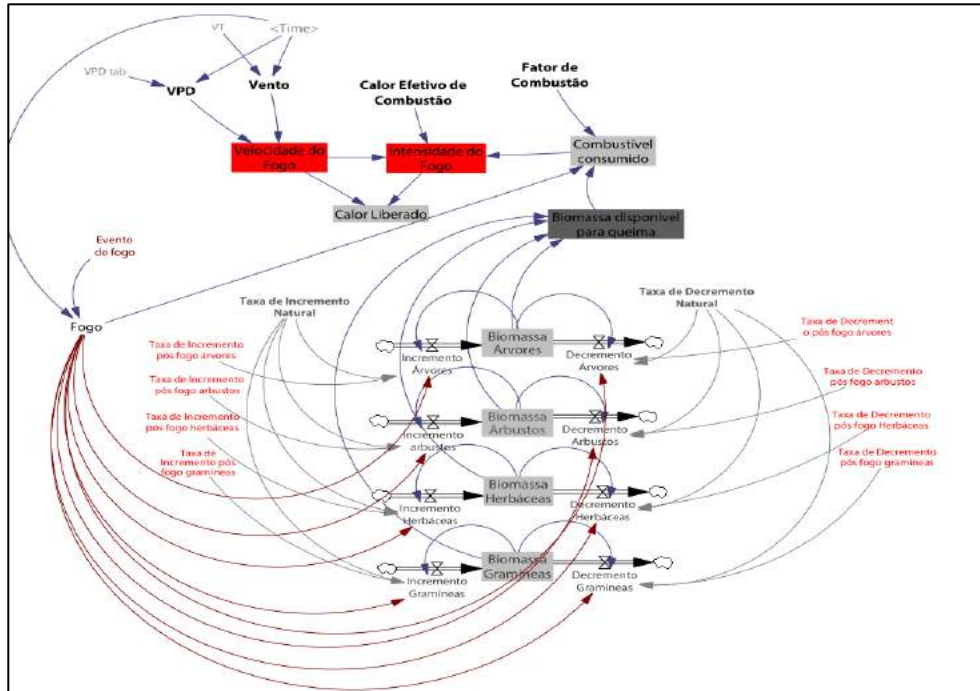 VT
<Time>
VPD tab
VPD
Vento
Calor Efetivo de
Combustão
Fator de
Combustão
Velocidade do
Fogo
Intensidade do
Fogo
Combustível
consumido
Calor Liberado
Biomassa disponível
para queima
Evento
de fogo
Fogo
Taxa de Incremento
Natural
Taxa de Decremento
Natural
Taxa de Incremento
pós fogo árvores
Taxa de Incremento
pós fogo arbustos
Taxa de Incremento
pós fogo herbáceas
Taxa de
Incremento pós
fogo gramíneas
Incremento
Árvores
Biomassa
Árvores
Decremento
Árvores
Taxa de Decrement
o pós fogo árvores
Incremento
arbustos
Biomassa
Arbustos
Decremento
Arbustos
Taxa de Decremento
pós fogo arbustos
Incremento
Herbáceas
Biomassa
Herbáceas
Decremento
Herbáceas
Taxa de Decremento
pós fogo Herbáceas
Incremento
Gramíneas
Biomassa
Gramíneas
Decremento
Gramíneas
Taxa de Decremento
pós fogo gramíneas